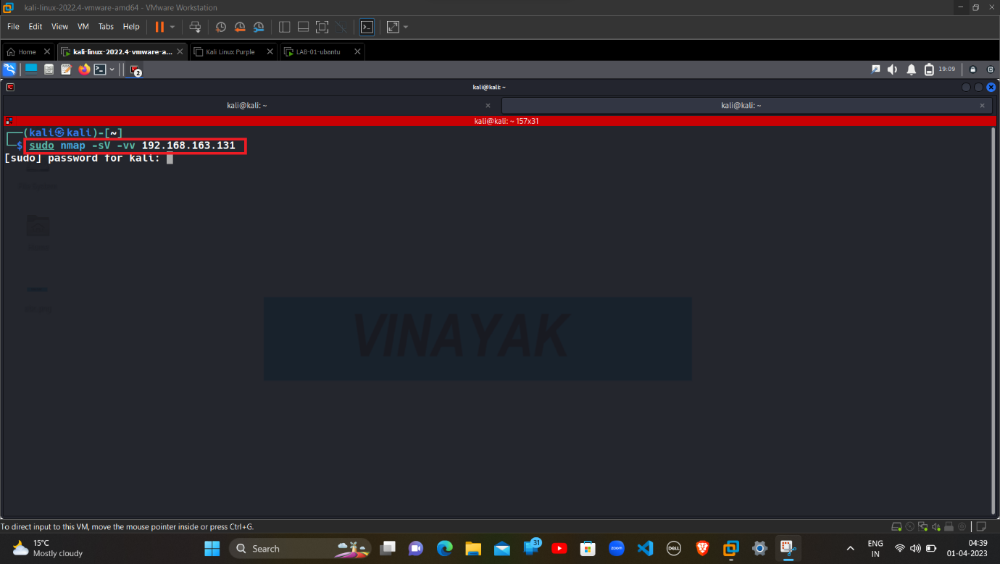 kali-linux-2022.4-vmware-amd64 - VMware Workstation
File Edit View VM Tabs Help
Home kali-linux-2022.4-vmware-a... Kali Linux Purple LAB-01-ubantu
2 19:09
kali@kali: ~
kali@kali: ~ kali@kali: ~
kali@kali: ~ 157x31
┌──(kali㉿kali)-[~]
└─$ sudo nmap -sV -vv 192.168.163.131
[sudo] password for kali:
VINAYAK
To direct input to this VM, move the mouse pointer inside or press Ctrl+G.
15°C
Mostly cloudy
Search
31
zoom
DELL
ENG
IN
04:39
01-04-2023